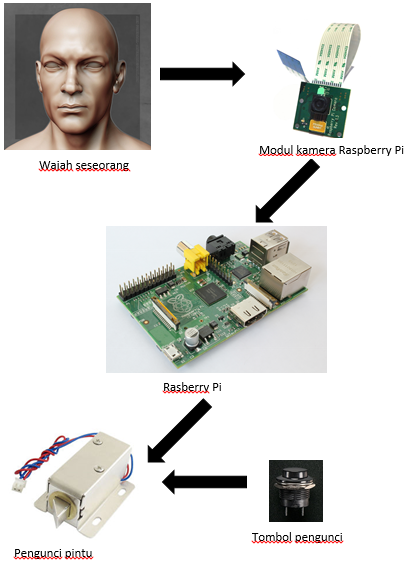 Wajah seseorang
Modul kamera Raspberry Pi
Rasberry Pi
Tombol pengunci
Pengunci pintu